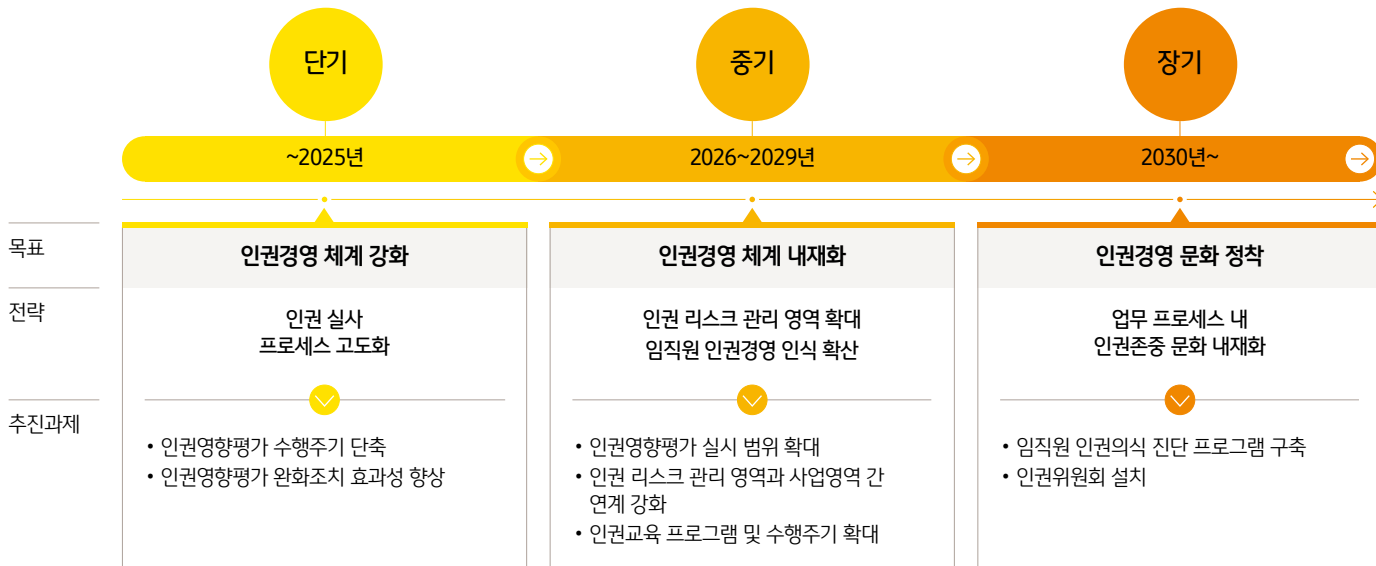 단기
중기
장기
~2025년
2026~2029년
2030년~
목표
인권경영 체계 강화
인권경영 체계 내재화
인권경영 문화 정착
전략
인권 실사
프로세스 고도화
인권 리스크 관리 영역 확대
임직원 인권경영 인식 확산
업무 프로세스 내
인권존중 문화 내재화
추진과제
• 인권영향평가 수행주기 단축
• 인권영향평가 완화조치 효과성 향상
• 인권영향평가 실시 범위 확대
• 인권 리스크 관리 영역과 사업영역 간
연계 강화
• 인권교육 프로그램 및 수행주기 확대
• 임직원 인권의식 진단 프로그램 구축
• 인권위원회 설치